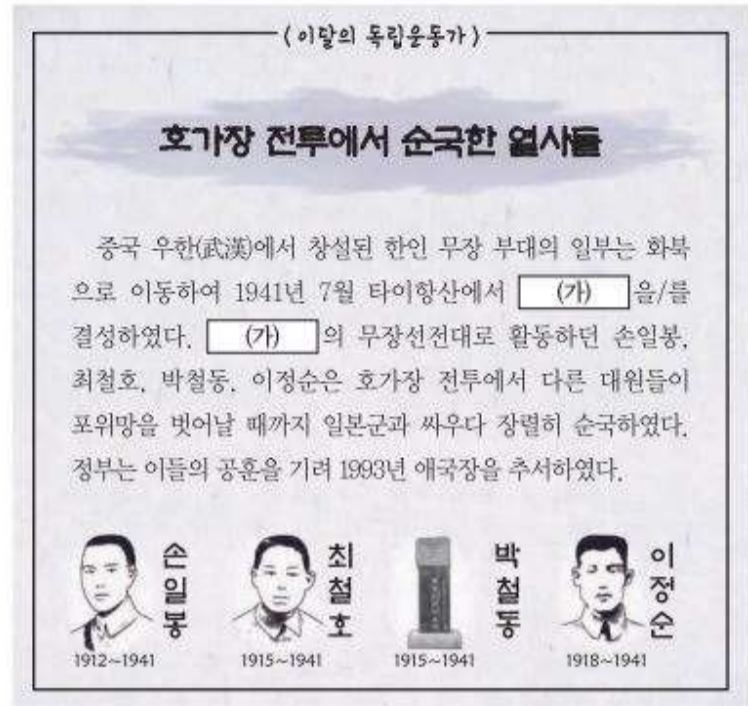 (이달의 독립운동가)
호가장 전투에서 순국한 열사들
중국 우한(武漢)에서 창설된 한인 무장 부대의 일부는 화북
으로 이동하여 1941년 7월 타이항산에서 (가) 을/를
결성하였다. (가) 의 무장선전대로 활동하던 손일봉,
최철호, 박철동, 이정순은 호가장 전투에서 다른 대원들이
포위망을 벗어날 때까지 일본군과 싸우다 장렬히 순국하였다.
정부는 이들의 공훈을 기려 1993년 애국장을 추서하였다.
손일봉
1912~1941
최철호
1915~1941
박철동
1915~1941
이정순
1918~1941